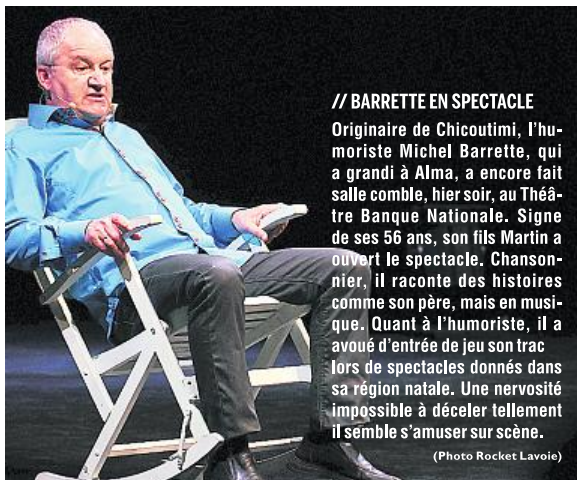 // BARRETTE EN SPECTACLE
Originaire de Chicoutimi, l'hu-
moriste Michel Barrette, qui
a grandi à Alma, a encore fait
salle comble, hier soir, au Théâ-
tre Banque Nationale. Signe
de ses 56 ans, son fils Martin a
ouvert le spectacle. Chanson-
nier, il raconte des histoires
comme son père, mais en musi-
que. Quant à l'humoriste, il a
avoué d'entrée de jeu son trac
lors de spectacles donnés dans
sa région natale. Une nervosité
impossible à déceler tellement
il semble s'amuser sur scène.
(Photo Rocket Lavoie)